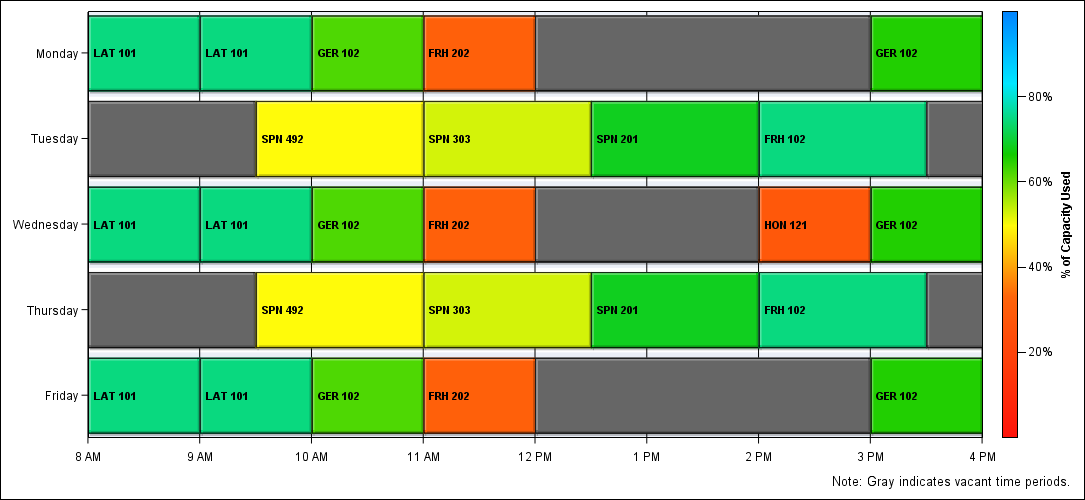 Monday
LAT 101
LAT 101
GER 102
FRH 202
GER 102
Tuesday
SPN 492
SPN 303
SPN 201
FRH 102
Wednesday
LAT 101
LAT 101
GER 102
FRH 202
HON 121
GER 102
Thursday
SPN 492
SPN 303
SPN 201
FRH 102
Friday
LAT 101
LAT 101
GER 102
FRH 202
GER 102
8 AM
9 AM
10 AM
11 AM
12 PM
1 PM
2 PM
3 PM
4 PM
80%
60%
40%
20%
% of Capacity Used
Note: Gray indicates vacant time periods.